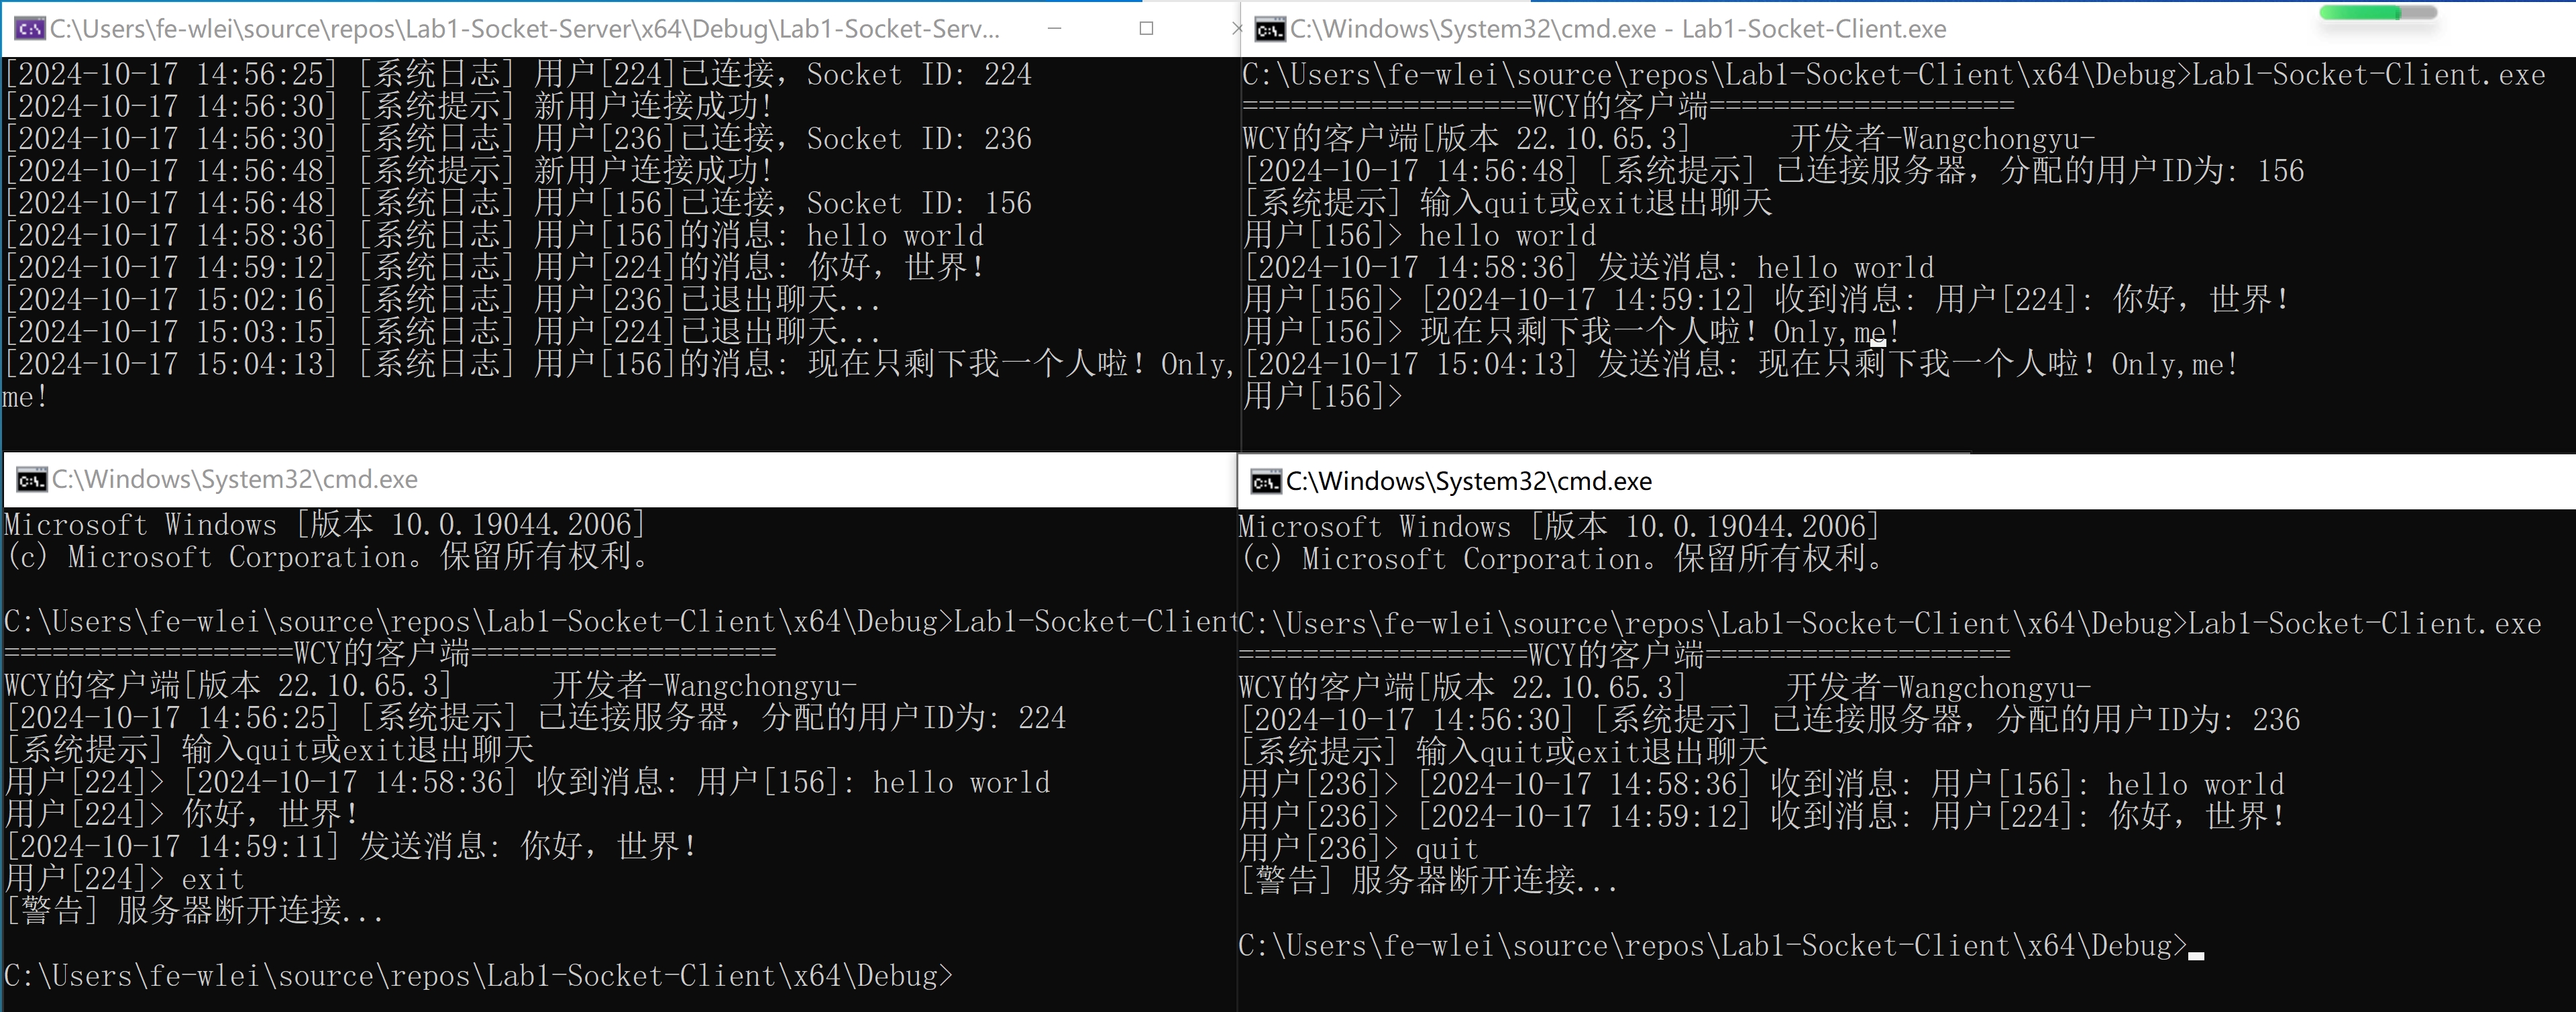 C:\Users\fe-wlei\source\repos\Lab1-Socket-Server\x64\Debug\Lab1-Socket-Serv...
[2024-10-17 14:56:25] [系统日志] 用户[224]已连接，Socket ID: 224
[2024-10-17 14:56:30] [系统提示] 新用户连接成功!
[2024-10-17 14:56:30] [系统日志] 用户[236]已连接，Socket ID: 236
[2024-10-17 14:56:48] [系统提示] 新用户连接成功!
[2024-10-17 14:56:48] [系统日志] 用户[156]已连接，Socket ID: 156
[2024-10-17 14:58:36] [系统日志] 用户[156]的消息: hello world
[2024-10-17 14:59:12] [系统日志] 用户[224]的消息: 你好，世界!
[2024-10-17 15:02:16] [系统日志] 用户[236]已退出聊天...
[2024-10-17 15:03:15] [系统日志] 用户[224]已退出聊天...
[2024-10-17 15:04:13] [系统日志] 用户[156]的消息: 现在只剩下我一个人啦! Only,
me!
C:\Windows\System32\cmd.exe - Lab1-Socket-Client.exe
C:\Users\fe-wlei\source\repos\Lab1-Socket-Client\x64\Debug>Lab1-Socket-Client.exe
==================WCY的客户端===================
WCY的客户端[版本 22.10.65.3]      开发者-Wangchongyu-
[2024-10-17 14:56:48] [系统提示] 已连接服务器，分配的用户ID为: 156
[系统提示] 输入quit或exit退出聊天
用户[156]> hello world
[2024-10-17 14:58:36] 发送消息: hello world
用户[156]> [2024-10-17 14:59:12] 收到消息: 用户[224]: 你好，世界!
用户[156]> 现在只剩下我一个人啦! Only,me!
[2024-10-17 15:04:13] 发送消息: 现在只剩下我一个人啦! Only,me!
用户[156]>
C:\Windows\System32\cmd.exe
Microsoft Windows [版本 10.0.19044.2006]
(c) Microsoft Corporation。保留所有权利。
C:\Users\fe-wlei\source\repos\Lab1-Socket-Client\x64\Debug>Lab1-Socket-Client
==================WCY的客户端===================
WCY的客户端[版本 22.10.65.3]      开发者-Wangchongyu-
[2024-10-17 14:56:25] [系统提示] 已连接服务器，分配的用户ID为: 224
[系统提示] 输入quit或exit退出聊天
用户[224]> [2024-10-17 14:58:36] 收到消息: 用户[156]: hello world
用户[224]> 你好，世界!
[2024-10-17 14:59:11] 发送消息: 你好，世界!
用户[224]> exit
[警告] 服务器断开连接...
C:\Users\fe-wlei\source\repos\Lab1-Socket-Client\x64\Debug>
C:\Windows\System32\cmd.exe
Microsoft Windows [版本 10.0.19044.2006]
(c) Microsoft Corporation。保留所有权利。
C:\Users\fe-wlei\source\repos\Lab1-Socket-Client\x64\Debug>Lab1-Socket-Client.exe
==================WCY的客户端===================
WCY的客户端[版本 22.10.65.3]      开发者-Wangchongyu-
[2024-10-17 14:56:30] [系统提示] 已连接服务器，分配的用户ID为: 236
[系统提示] 输入quit或exit退出聊天
用户[236]> [2024-10-17 14:58:36] 收到消息: 用户[156]: hello world
用户[236]> [2024-10-17 14:59:12] 收到消息: 用户[224]: 你好，世界!
用户[236]> quit
[警告] 服务器断开连接...
C:\Users\fe-wlei\source\repos\Lab1-Socket-Client\x64\Debug>